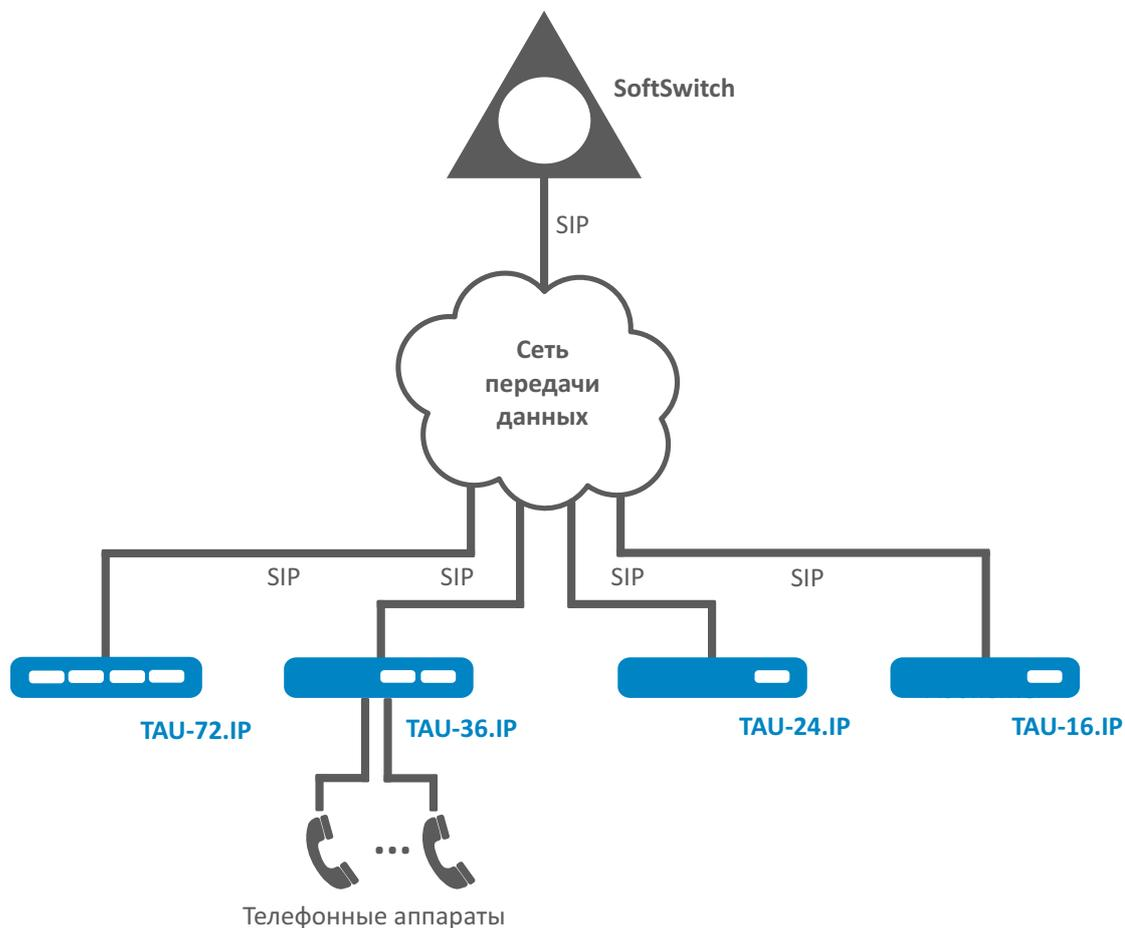 SoftSwitch
SIP
Сеть
передачи
данных
SIP
SIP
SIP
SIP
TAU-72.IP
TAU-36.IP
TAU-24.IP
TAU-16.IP
Телефонные аппараты